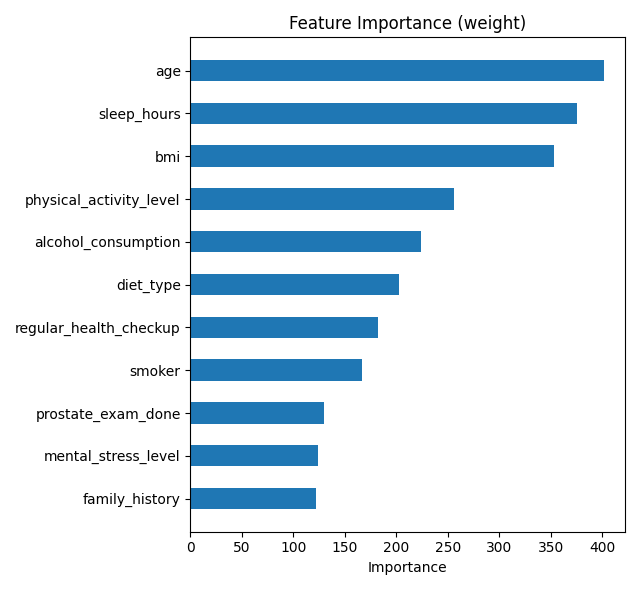 Feature Importance (weight)
age
sleep_hours
bmi
physical_activity_level
alcohol_consumption
diet_type
regular_health_checkup
smoker
prostate_exam_done
mental_stress_level
family_history
0 50 100 150 200 250 300 350 400
Importance